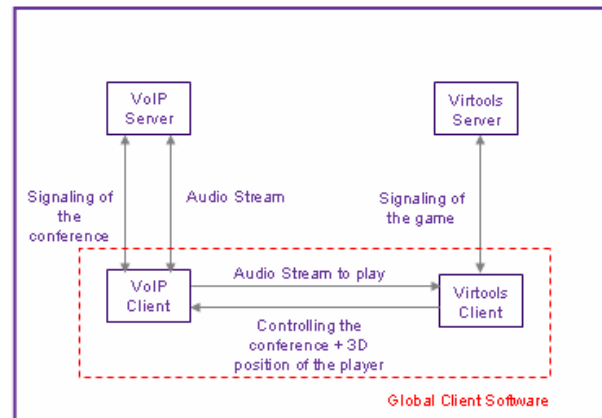 VoIP
Server
Virtools
Server
Signaling of
the
conference
Audio Stream
Signaling of
the game
VoIP
Client
Audio Stream to play
Virtools
Client
Controlling the
conference + 3D
position of the player
Global Client Software